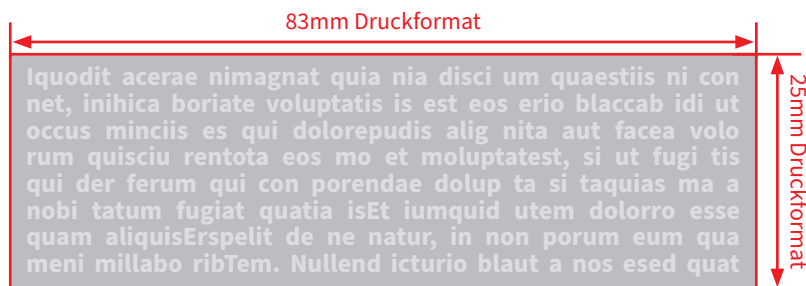 83mm Druckformat
Iquodit acerae nimagnat quia nia disci um quaestiis ni con
net, inihica boriate voluptatis is est eos erio blaccab idi ut
occus minciis es qui dolorepudis alig nita aut facea volo
rum quisciu rentota eos mo et moluptatest, si ut fugi tis
qui der ferum qui con porendae dolup ta si taquias ma a
nobi tatum fugiat quatia isEt iumquid utem dolorro esse
quam aliquisErspelit de ne natur, in non porum eum qua
meni millabo ribTem. Nullend icturio blaut a nos esed quat
25mm Druckformat